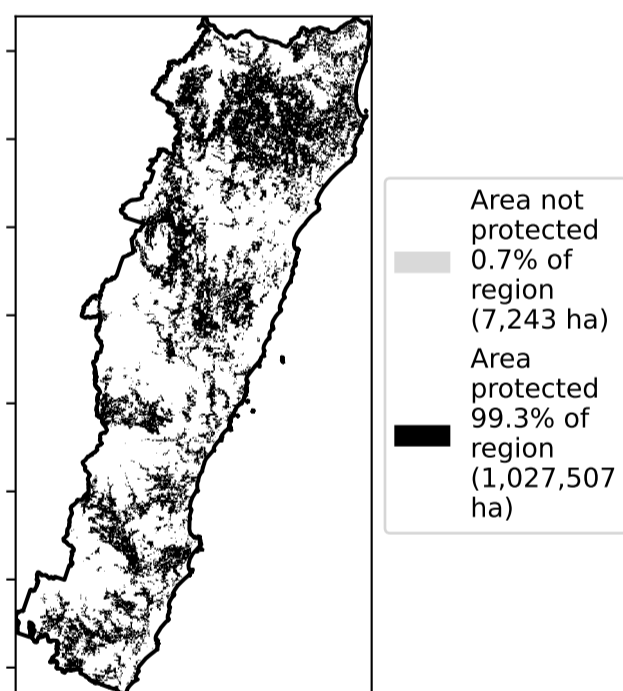 Area not
protected
0.7% of
region
(7,243 ha)
Area
protected
99.3% of
region
(1,027,507
ha)